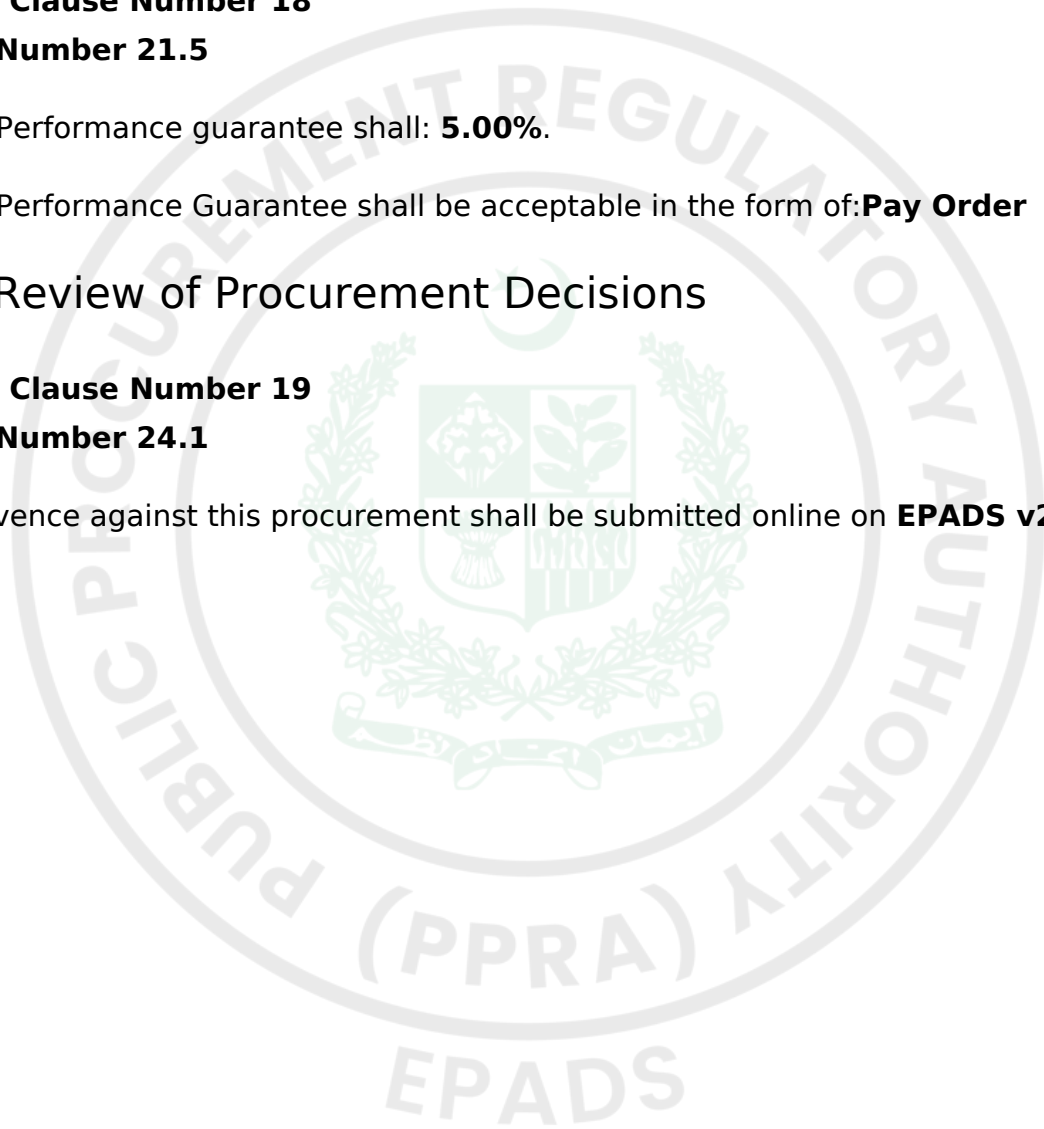 Clause Number 18
Number 21.5
Performance guarantee shall: 5.00%.
Performance Guarantee shall be acceptable in the form of:Pay Order
Review of Procurement Decisions
Clause Number 19
Number 24.1
against this procurement shall be submitted online on EPADS
PUBLIC PROCUREMENT REGULATORY AUTHORITY
(PPRA)
EPADS